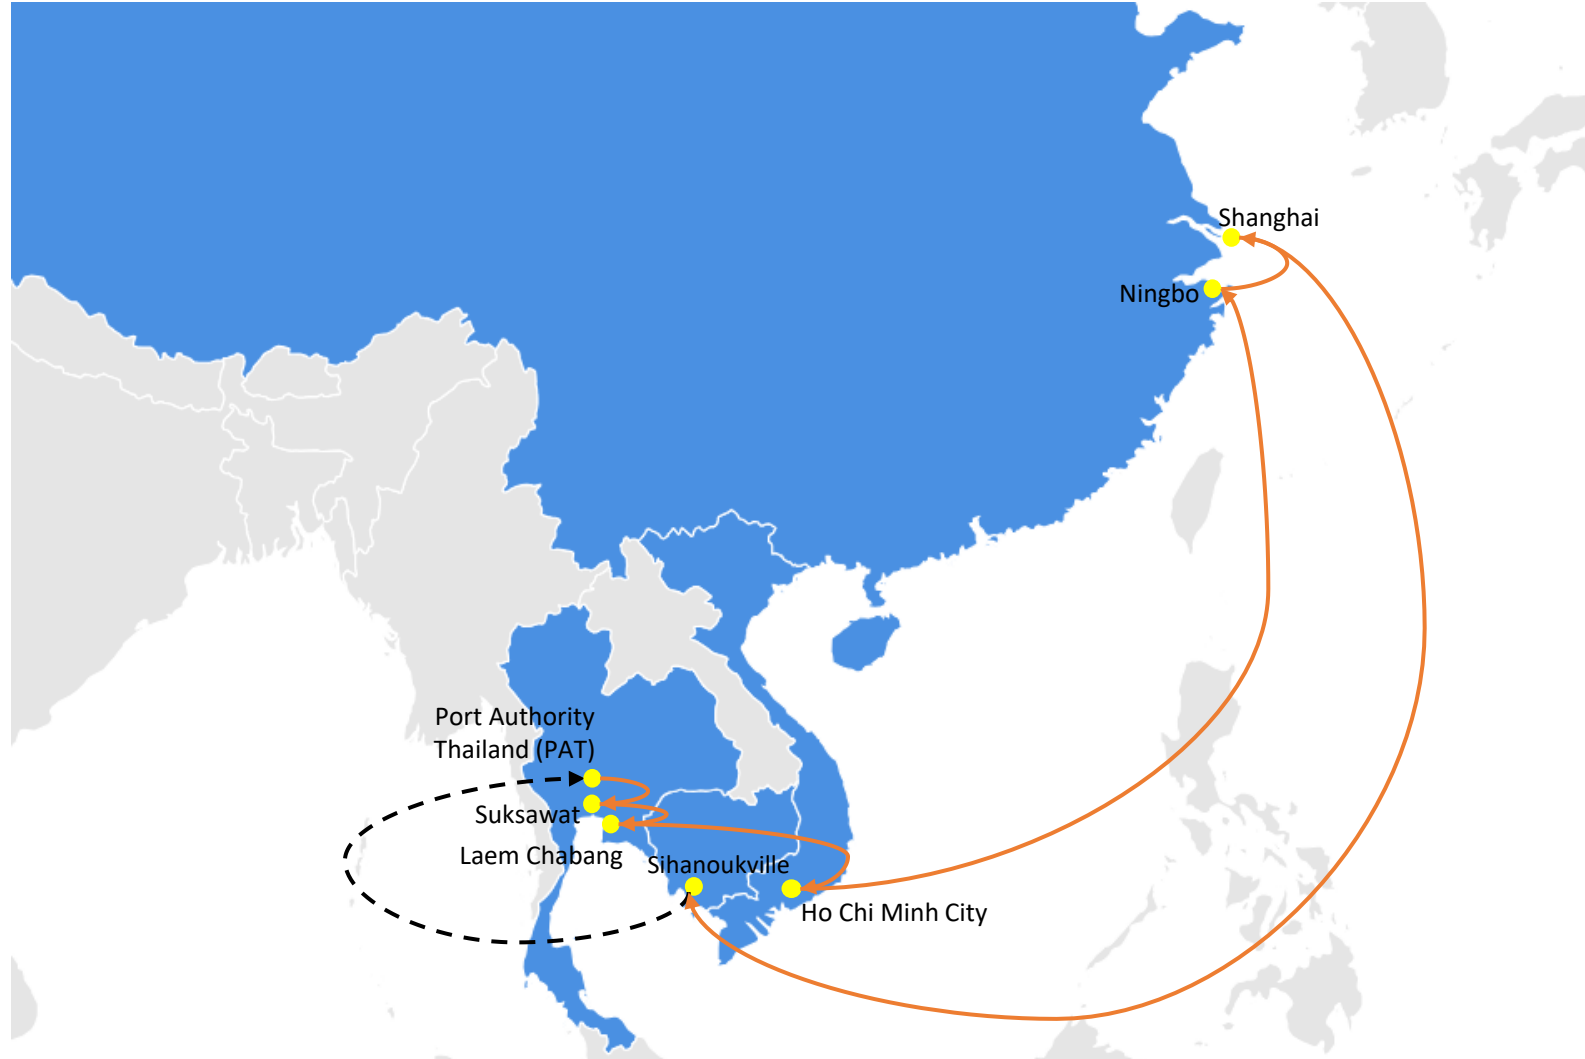 Shanghai
Ningbo
Port Authority
Thailand (PAT)
Suksawat
Laem Chabang
Sihanoukville
Ho Chi Minh City